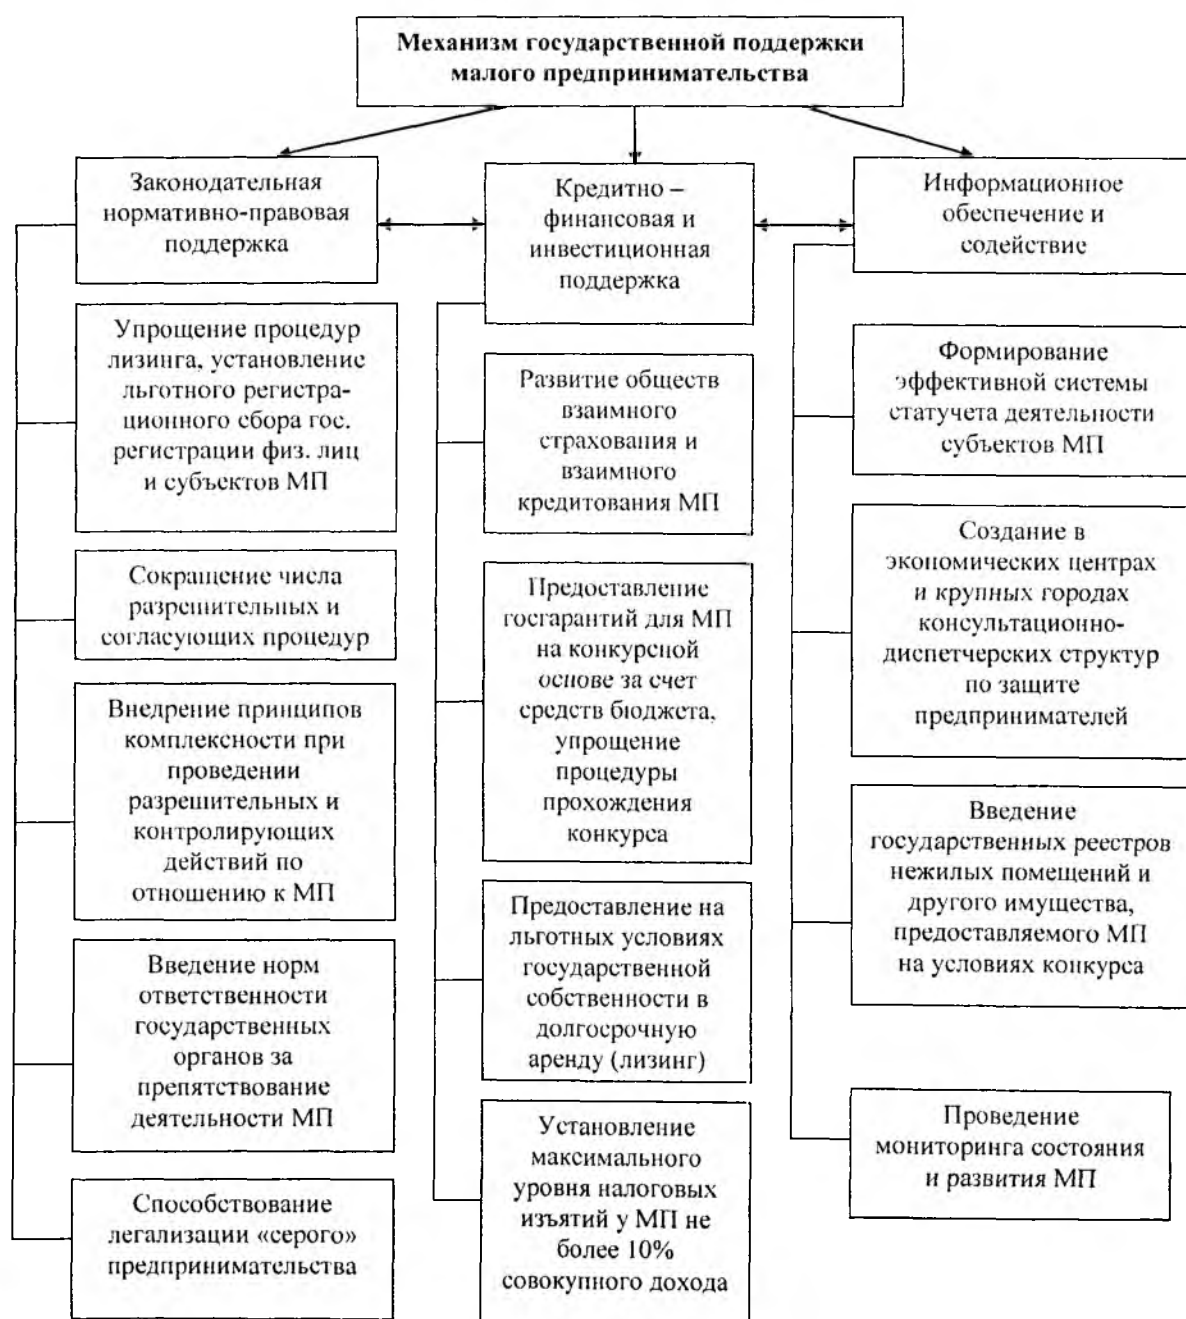 Механизм государственной поддержки
малого предпринимательства
Законодательная
нормативно-правовая
поддержка
Упрощение процедур
лизинга, установление
льготного регистра-
ционного сбора гос.
регистрации физ. лиц
и субъектов МП
Сокращение числа
разрешительных и
согласующих процедур
Внедрение принципов
комплексности при
проведении
разрешительных и
контролирующих
действий по
отношению к МП
Введение норм
ответственности
государственных
органов за
препятствование
деятельности МП
Способствование
легализации «серого»
предпринимательства
Кредитно –
финансовая и
инвестиционная
поддержка
Развитие обществ
взаимного
страхования и
взаимного
кредитования МП
Предоставление
госгарантий для МП
на конкурсной
основе за счет
средств бюджета,
упрощение
процедуры
прохождения
конкурса
Предоставление на
льготных условиях
государственной
собственности в
долгосрочную
аренду (лизинг)
Установление
максимального
уровня налоговых
изъятий у МП не
более 10%
совокупного дохода
Информационное
обеспечение и
содействие
Формирование
эффективной системы
статучета деятельности
субъектов МП
Создание в
экономических центрах
и крупных городах
консультационно-
диспетчерских структур
по защите
предпринимателей
Введение
государственных реестров
нежилых помещений и
другого имущества,
предоставляемого МП
на условиях конкурса
Проведение
мониторинга состояния
и развития МП